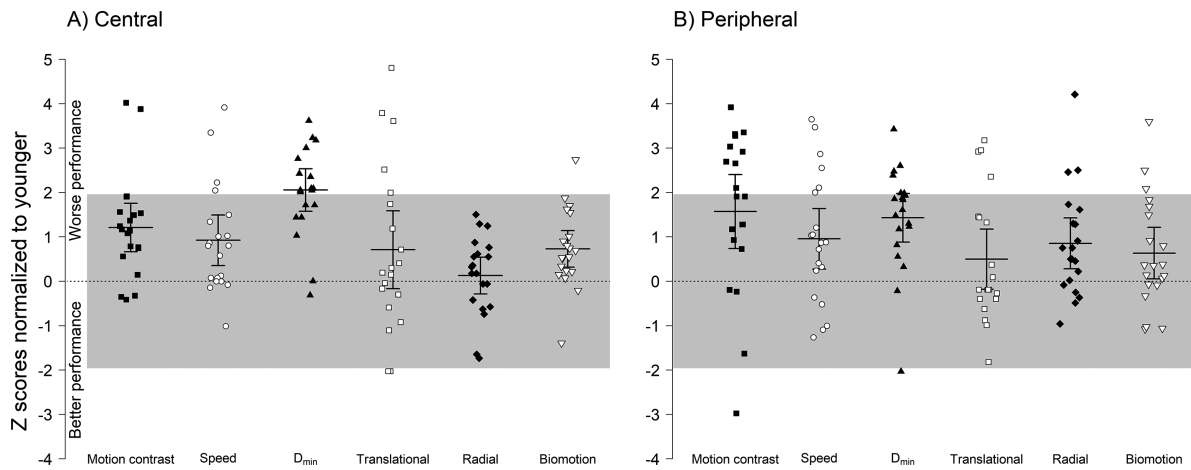 A) Central
B) Peripheral
Z scores normalized to younger
Worse performance
Better performance
5
4
3
2
1
0
-1
-2
-3
-4
Motion contrast Speed Dmin Translational Radial Biomotion
5
4
3
2
1
0
-1
-2
-3
-4
Motion contrast Speed Dmin Translational Radial Biomotion